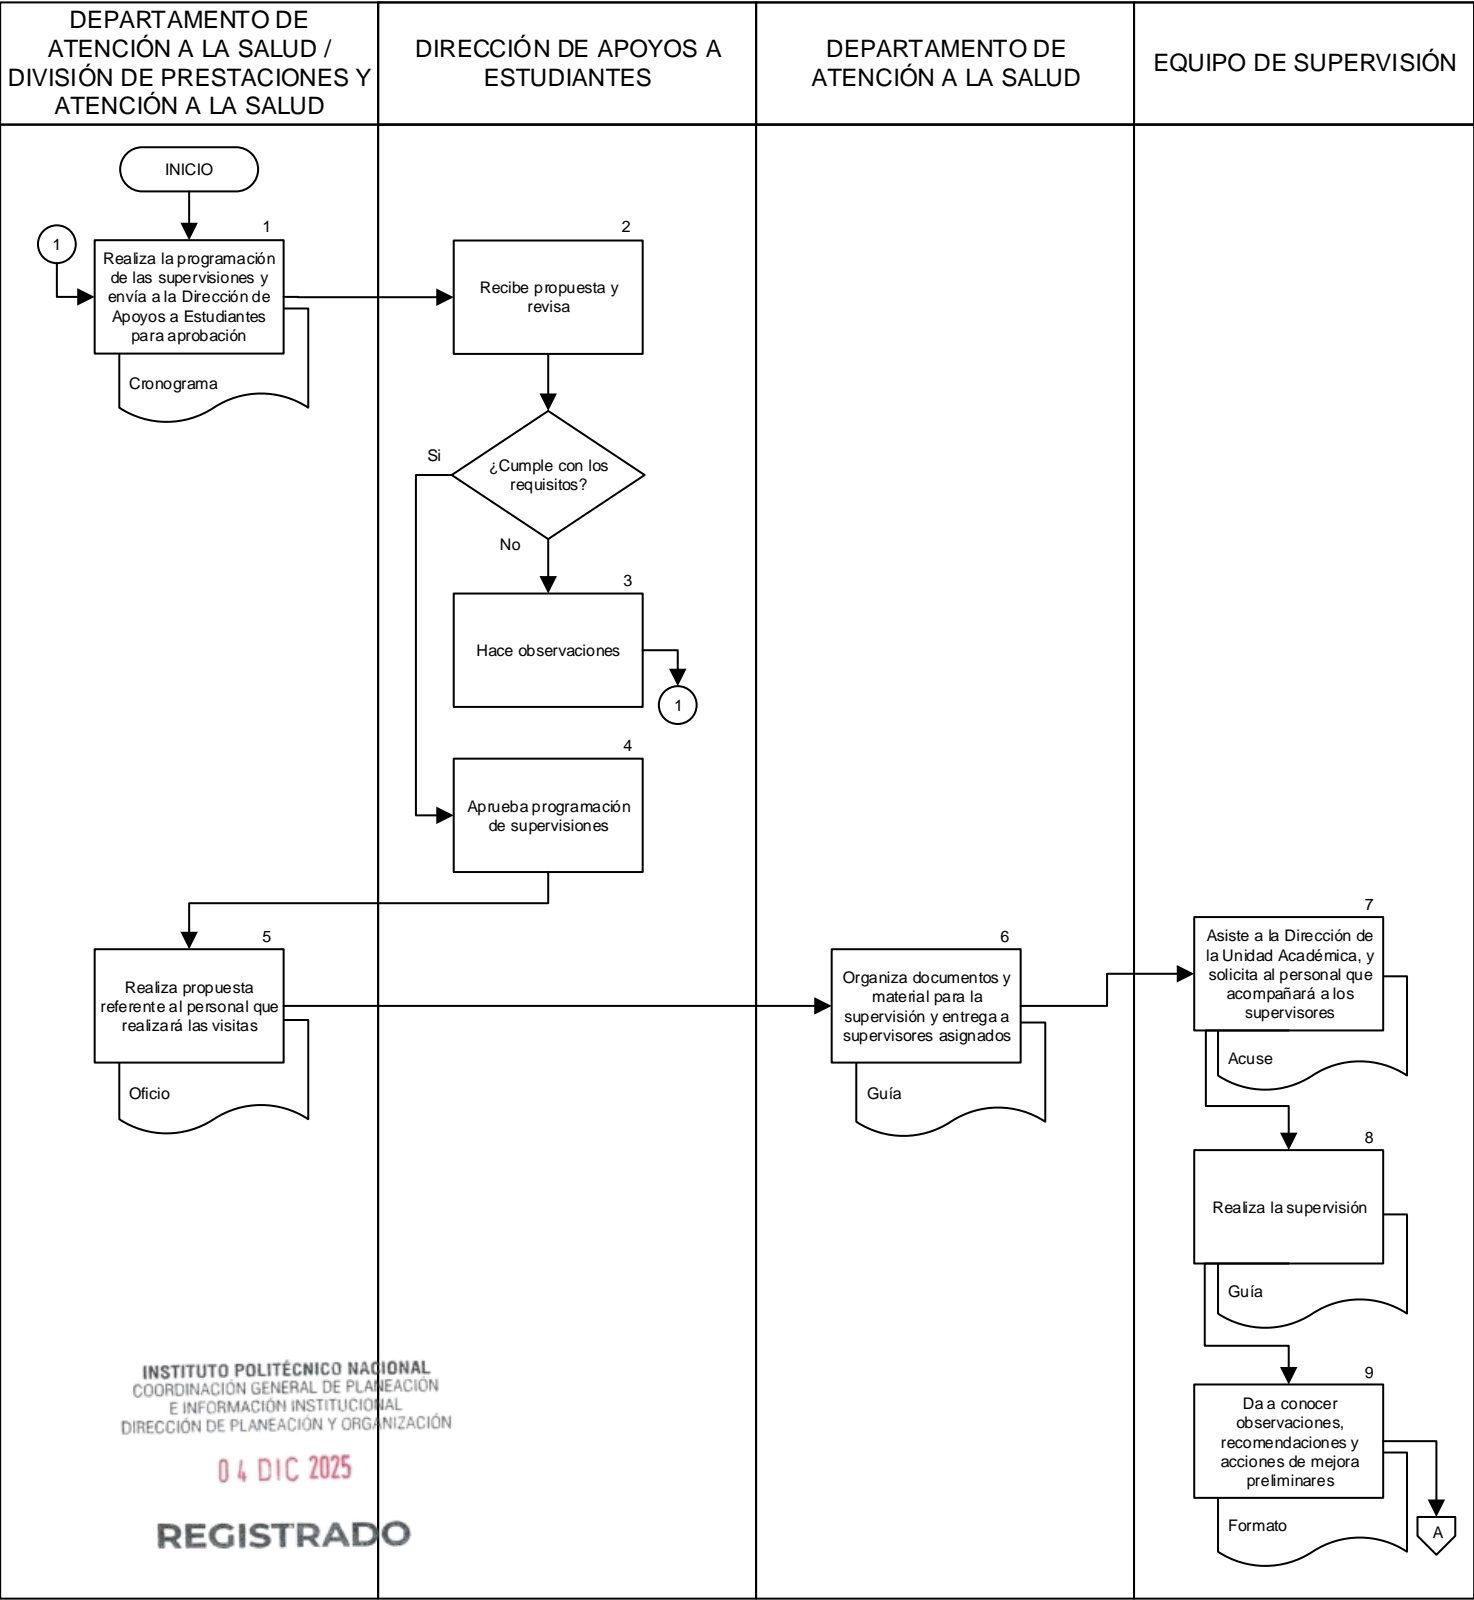 DEPARTAMENTO DE
ATENCIÓN A LA SALUD /
DIVISIÓN DE PRESTACIONES Y
ATENCIÓN A LA SALUD
DIRECCIÓN DE APOYOS A
ESTUDIANTES
DEPARTAMENTO DE
ATENCIÓN A LA SALUD
EQUIPO DE SUPERVISIÓN
INICIO
1
1
Realiza la programación
de las supervisiones y
envía a la Dirección de
Apoyos a Estudiantes
para aprobación
Cronograma
2
Recibe propuesta y
revisa
¿Cumple con los
requisitos?
Si
No
3
Hace observaciones
1
4
Aprueba programación
de supervisiones
5
Realiza propuesta
referente al personal que
realizará las visitas
Oficio
6
Organiza documentos y
material para la
supervisión y entrega a
supervisores asignados
Guía
7
Asiste a la Dirección de
la Unidad Académica, y
solicita al personal que
acompañará a los
supervisores
Acuse
8
Realiza la supervisión
Guía
9
Da a conocer
observaciones,
recomendaciones y
acciones de mejora
preliminares
Formato
A
INSTITUTO POLITÉCNICO NACIONAL
COORDINACIÓN GENERAL DE PLANEACIÓN
E INFORMACIÓN INSTITUCIONAL
DIRECCIÓN DE PLANEACIÓN Y ORGANIZACIÓN
04 DIC 2025
REGISTRADO